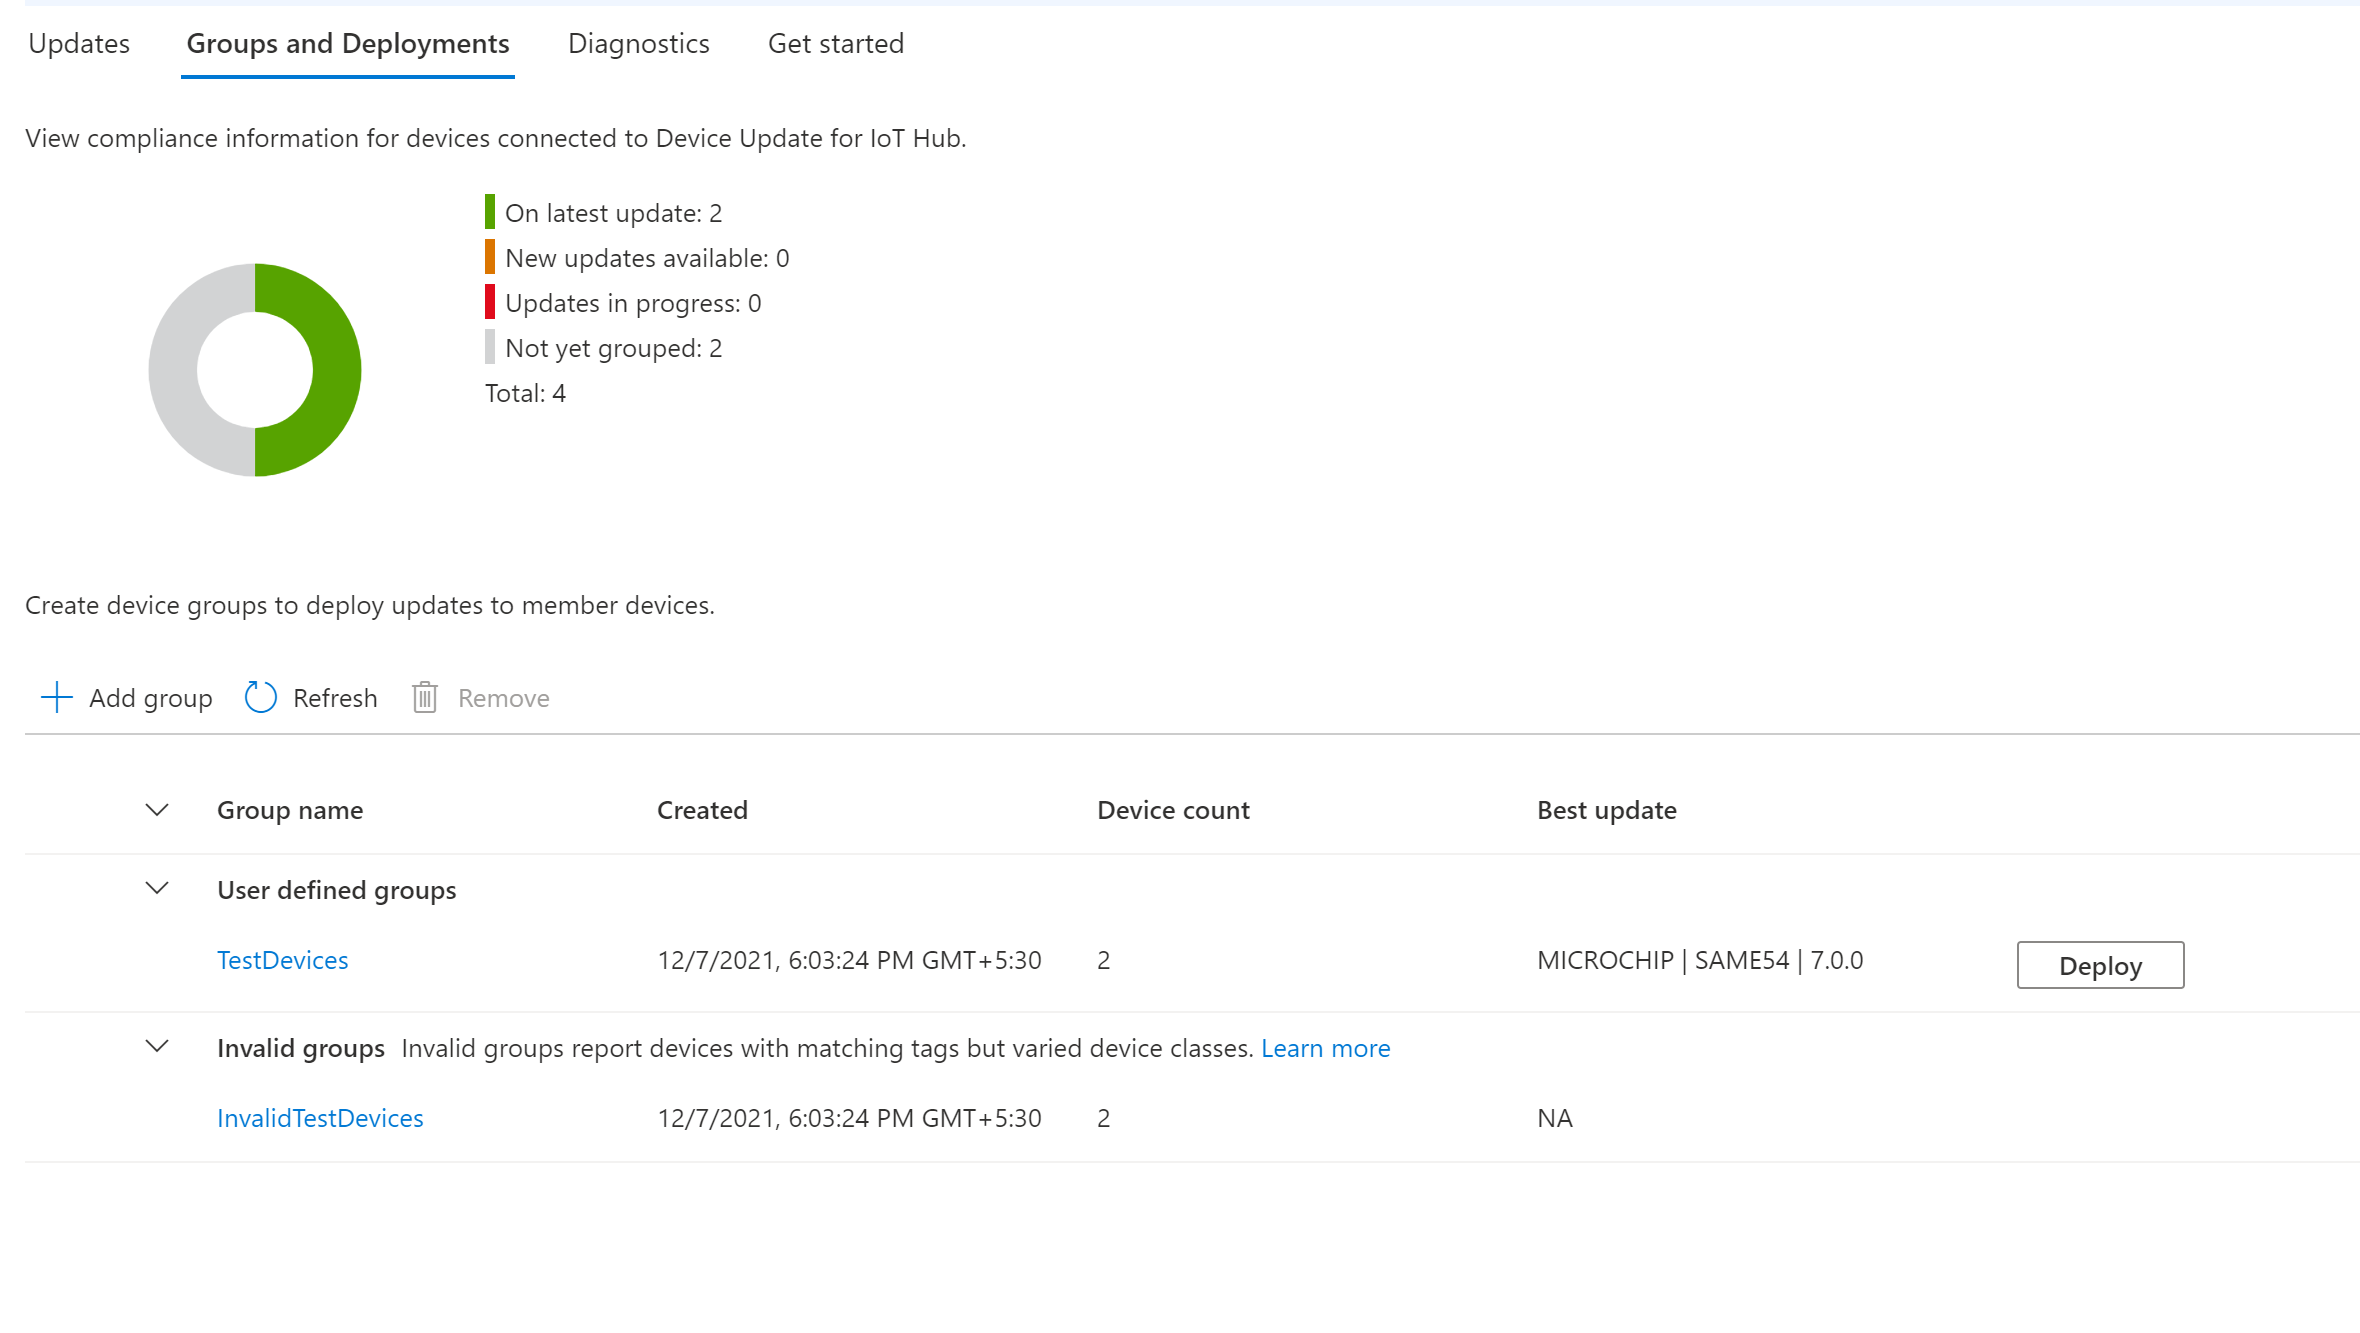 Updates Groups and Deployments Diagnostics Get started
View compliance information for devices connected to Device Update for IoT Hub.
On latest update: 2
New updates available: 0
Updates in progress: 0
Not yet grouped: 2
Total: 4
Create device groups to deploy updates to member devices.
Add group Refresh Remove
Group name Created Device count Best update
User defined groups
TestDevices 12/7/2021, 6:03:24 PM GMT+5:30 2 MICROCHIP | SAME54 | 7.0.0 Deploy
Invalid groups Invalid groups report devices with matching tags but varied device classes. Learn more
InvalidTestDevices 12/7/2021, 6:03:24 PM GMT+5:30 2 NA